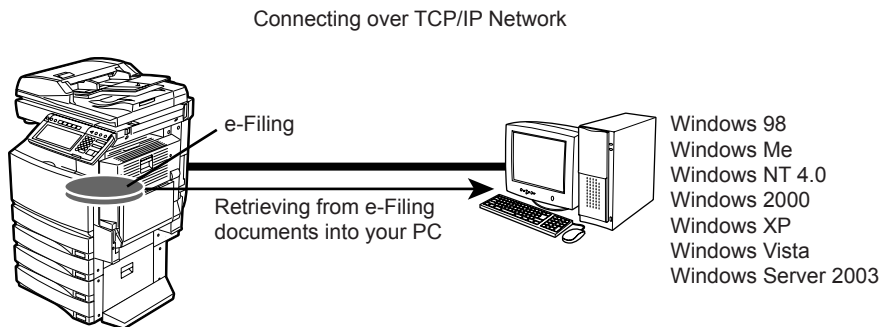 Connecting over TCP/IP Network
e-Filing
Retrieving from e-Filing
documents into your PC
Windows 98
Windows Me
Windows NT 4.0
Windows 2000
Windows XP
Windows Vista
Windows Server 2003